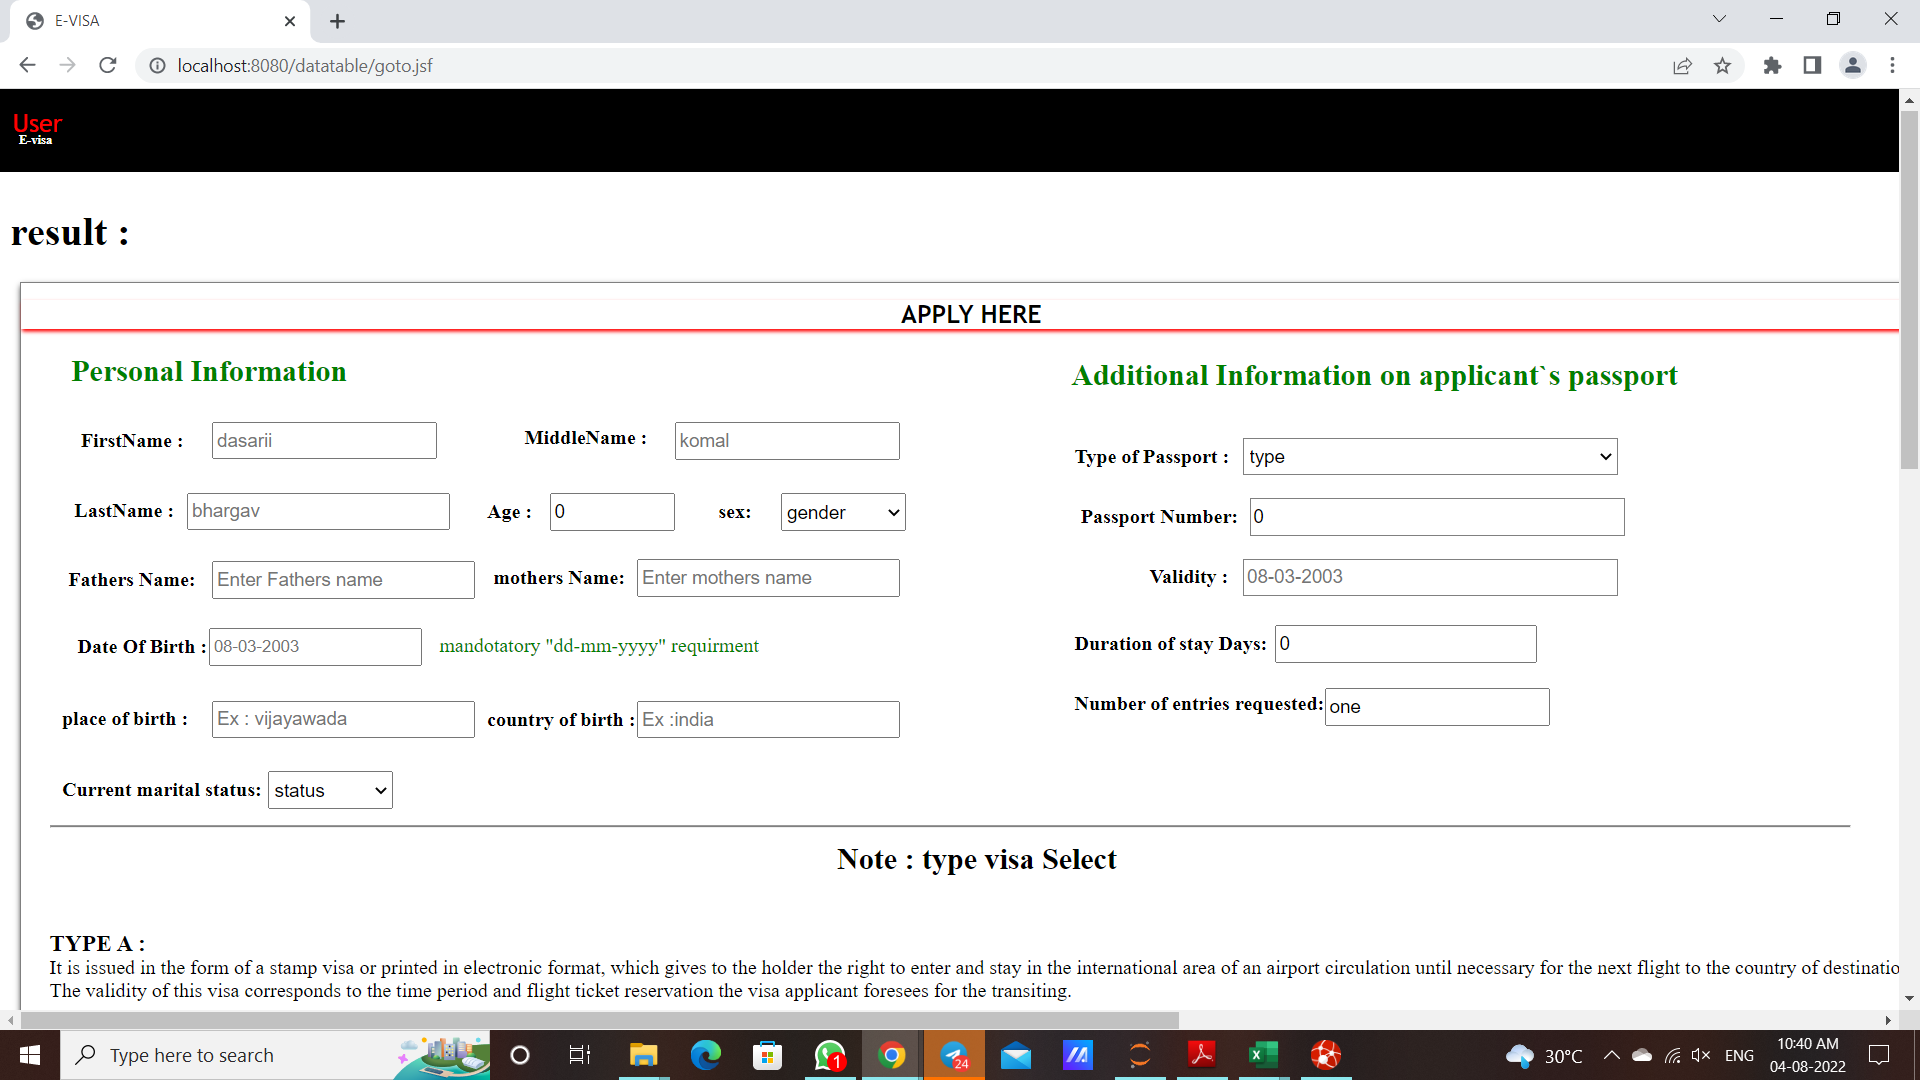 E-VISA
localhost:8080/datatable/goto.jsf
User
E-visa
result :
APPLY HERE
Personal Information
Additional Information on applicant`s passport
FirstName : dasarii MiddleName : komal
Type of Passport : type
LastName : bhargav Age : 0 sex: gender
Passport Number: 0
Fathers Name: Enter Fathers name mothers Name: Enter mothers name
Validity : 08-03-2003
Date Of Birth : 08-03-2003 mandotatory "dd-mm-yyyy" requirment
Duration of stay Days: 0
Number of entries requested: one
place of birth : Ex : vijayawada country of birth : Ex :india
Current marital status: status
Note : type visa Select
TYPE A :
It is issued in the form of a stamp visa or printed in electronic format, which gives to the holder the right to enter and stay in the international area of an airport circulation until necessary for the next flight to the country of destinatio
The validity of this visa corresponds to the time period and flight ticket reservation the visa applicant foresees for the transiting.
Type here to search
1
24
30°C
ENG
10:40 AM
04-08-2022